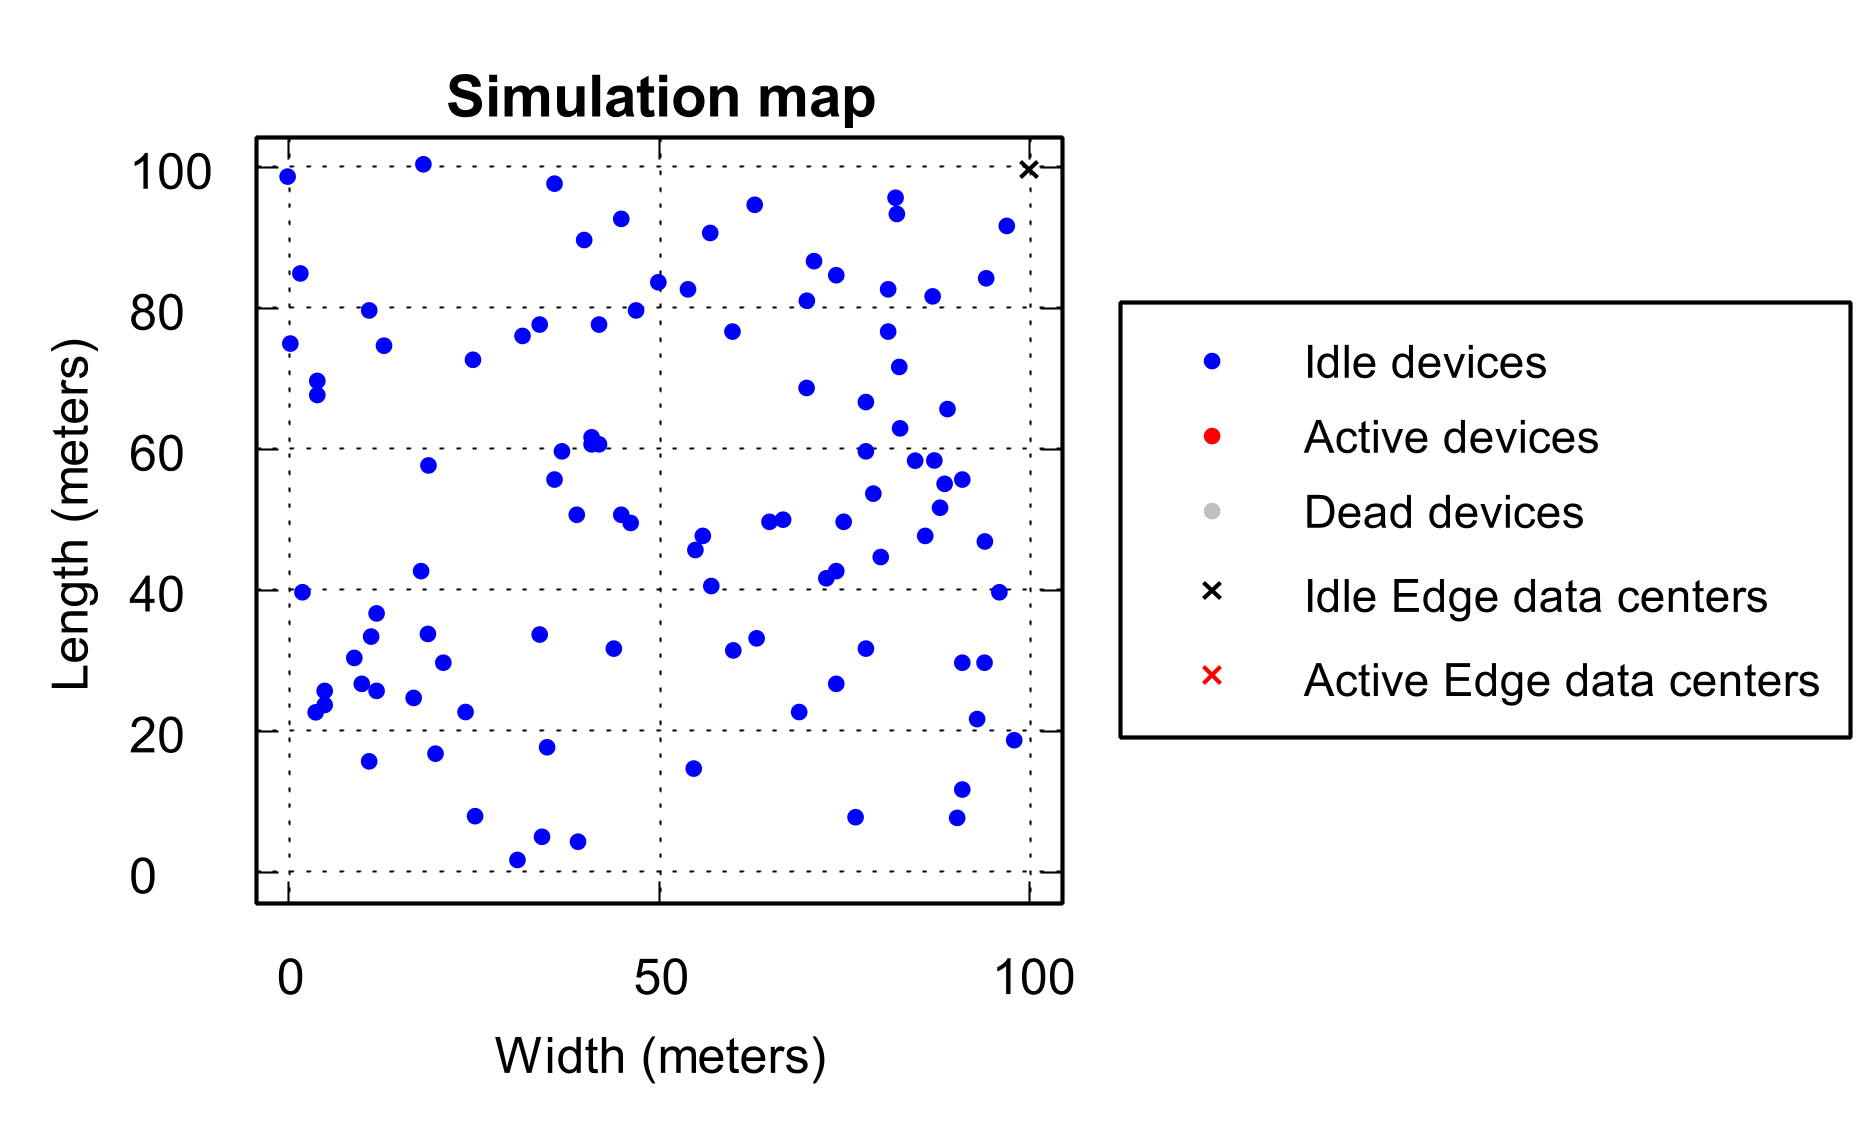 Simulation map
100
80
60
40
20
0
Length (meters)
0 50 100
Width (meters)
Idle devices
Active devices
Dead devices
Idle Edge data centers
Active Edge data centers